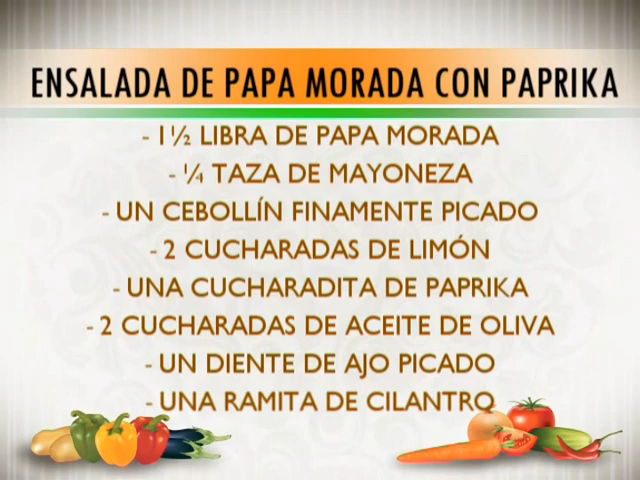 ENSALADA DE PAPA MORADA CON PAPRIKA
- 1½ LIBRA DE PAPA MORADA
- ¼ TAZA DE MAYONEZA
- UN CEBOLLÍN FINAMENTE PICADO
- 2 CUCHARADAS DE LIMÓN
- UNA CUCHARADITA DE PAPRIKA
- 2 CUCHARADAS DE ACEITE DE OLIVA
- UN DIENTE DE AJO PICADO
- UNA RAMITA DE CILANTRO